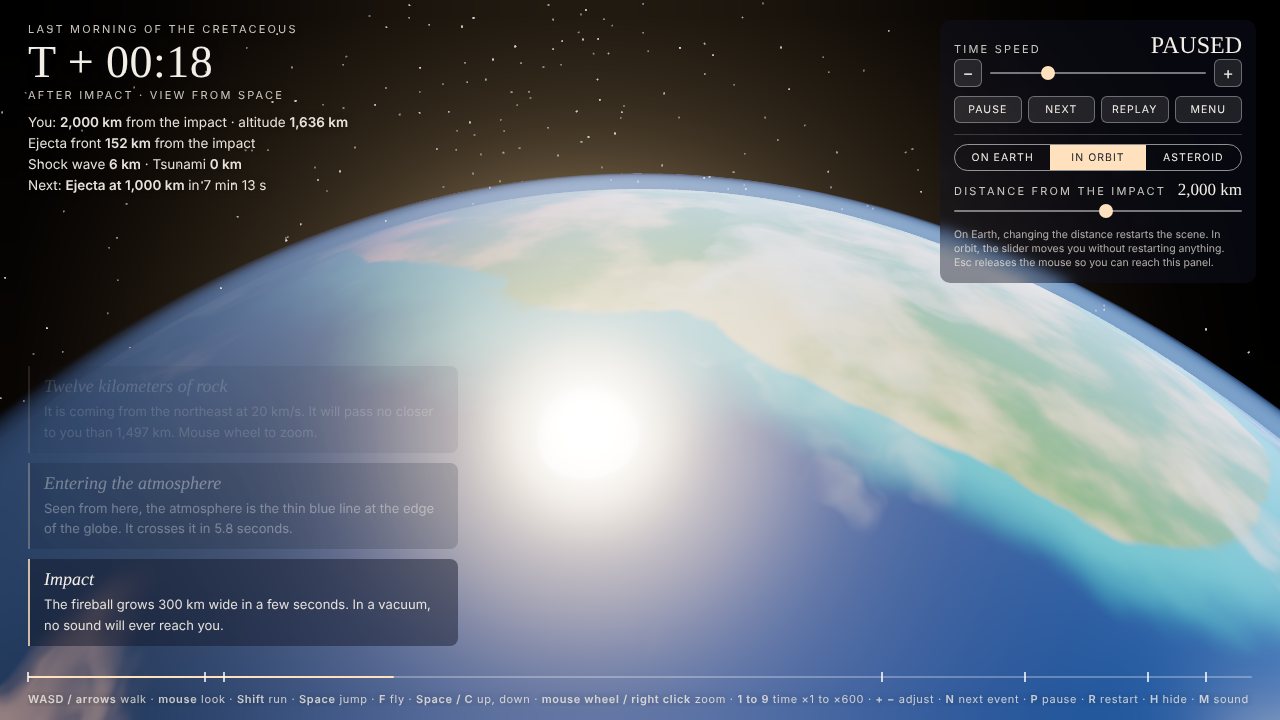 LAST MORNING OF THE CRETACEOUS
T + 00:18
AFTER IMPACT · VIEW FROM SPACE
You: 2,000 km from the impact · altitude 1,636 km
Ejecta front 152 km from the impact
Shock wave 6 km · Tsunami 0 km
Next: Ejecta at 1,000 km in 7 min 13 s
TIME SPEED PAUSED
− +
PAUSE NEXT REPLAY MENU
ON EARTH IN ORBIT ASTEROID
DISTANCE FROM THE IMPACT 2,000 km
On Earth, changing the distance restarts the scene. In
orbit, the slider moves you without restarting anything.
Esc releases the mouse so you can reach this panel.
Twelve kilometers of rock
It is coming from the northeast at 20 km/s. It will pass no closer
to you than 1,497 km. Mouse wheel to zoom.
Entering the atmosphere
Seen from here, the atmosphere is the thin blue line at the edge
of the globe. It crosses it in 5.8 seconds.
Impact
The fireball grows 300 km wide in a few seconds. In a vacuum,
no sound will ever reach you.
WASD / arrows walk · mouse look · Shift run · Space jump · F fly · Space / C up, down · mouse wheel / right click zoom · 1 to 9 time ×1 to ×600 · + − adjust · N next event · P pause · R restart · H hide · M sound